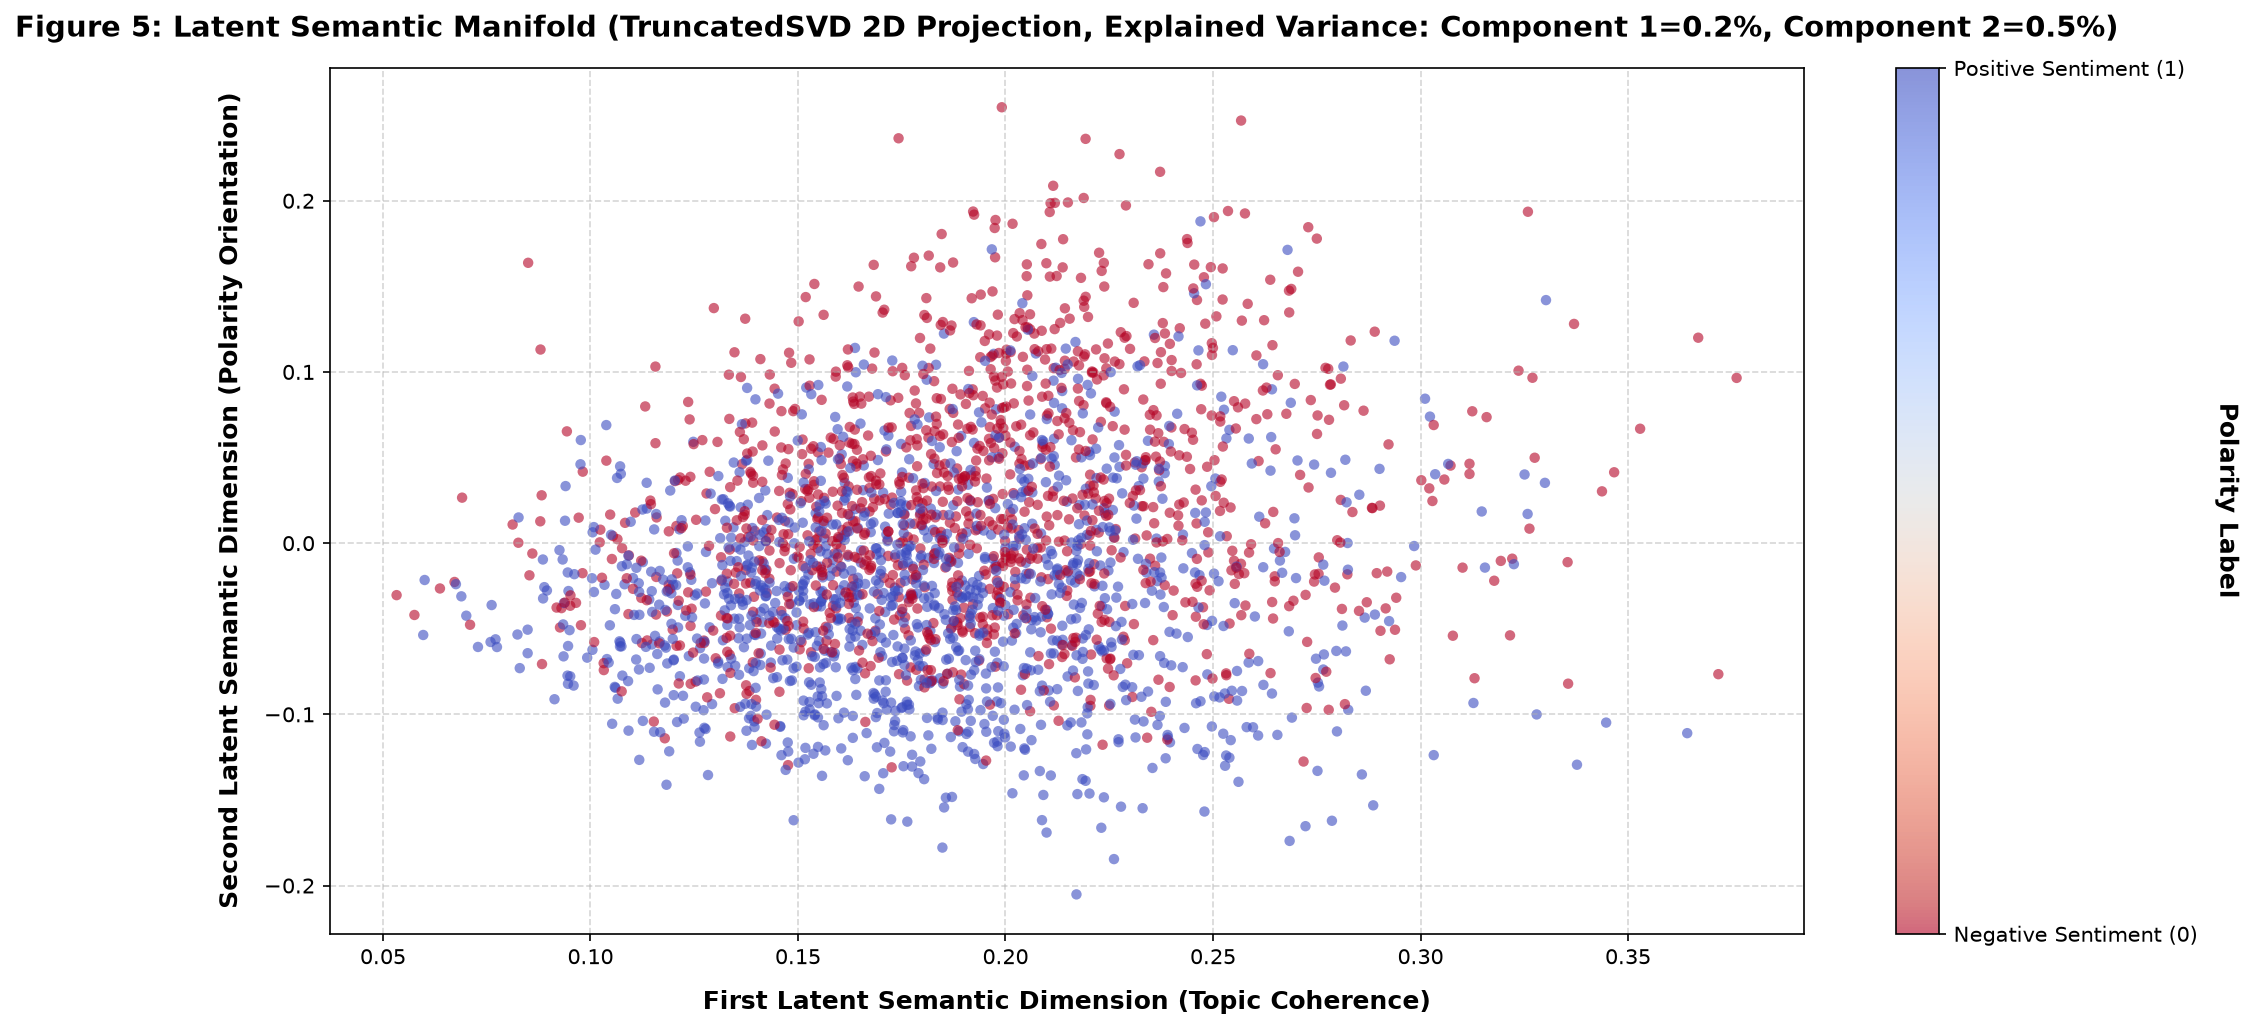 Figure 5: Latent Semantic Manifold (TruncatedSVD 2D Projection, Explained Variance: Component 1=0.2%, Component 2=0.5%)
Second Latent Semantic Dimension (Polarity Orientation)
0.2
0.1
0.0
−0.1
−0.2
0.05
0.10
0.15
0.20
0.25
0.30
0.35
First Latent Semantic Dimension (Topic Coherence)
Positive Sentiment (1)
Negative Sentiment (0)
Polarity Label